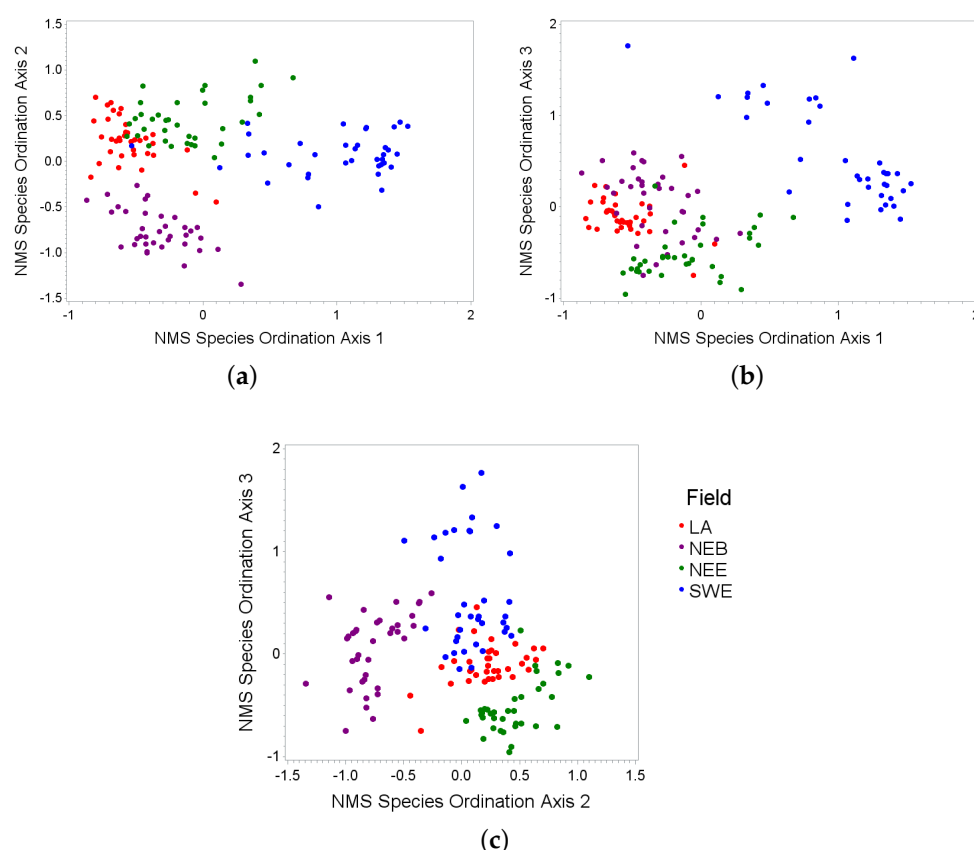 NMS Species Ordination Axis 2
1.5
1.0
0.5
0.0
-0.5
-1.0
-1.5
-1
0
1
2
NMS Species Ordination Axis 1
(a)
NMS Species Ordination Axis 3
2
1
0
-1
-1
0
1
2
NMS Species Ordination Axis 1
(b)
NMS Species Ordination Axis 3
2
1
0
-1
-1.5
-1.0
-0.5
0.0
0.5
1.0
1.5
NMS Species Ordination Axis 2
(c)
Field
LA
NEB
NEE
SWE